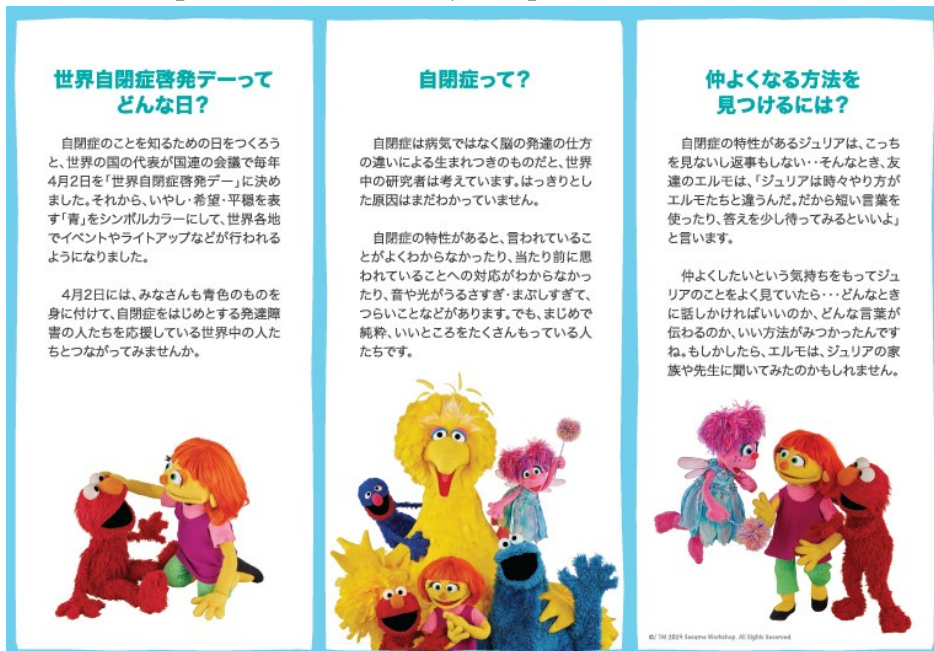 世界自閉症啓発デーって
どんな日?
自閉症のことを知るための日をつくろう
と、世界の国の代表が国連の会議で毎年
4月2日を「世界自閉症啓発デー」に決め
ました。それから、いやし・希望・平穏を表
す「青」をシンボルカラーにして、世界各地
でイベントやライトアップなどが行われる
ようになりました。
4月2日には、みなさんも青色のものを
身に付けて、自閉症をはじめとする発達障
害の人たちを応援している世界中の人た
ちとつながってみませんか。
自閉症って?
自閉症は病気ではなく脳の発達の仕方
の違いによる生まれつきのものだと、世界
中の研究者は考えています。はっきりとし
た原因はまだわかっていません。
自閉症の特性があると、言われているこ
とがよくわからなかったり、当たり前に思
われていることへの対応がわからなかっ
たり、音や光がうるさすぎ・まぶしすぎて、
つらいことなどがあります。でも、まじめで
純粋、いいところをたくさんもっている人
たちです。
仲よくなる方法を
見つけるには?
自閉症の特性があるジュリアは、こっち
を見ないし返事もしない・・そんなとき、友
達のエルモは、「ジュリアは時々やり方が
エルモたちと違うんだ。だから短い言葉を
使ったり、答えを少し待ってみるといいよ」
と言います。
仲よくしたいという気持ちをもってジュ
リアのことをよく見ていたら・・・どんなとき
に話しかければいいのか、どんな言葉が
伝わるのか、いい方法がみつかったんです
ね。もしかしたら、エルモは、ジュリアの家
族や先生に聞いてみたのかもしれません。
©/ TM 2024 Sesame Workshop. All Rights Reserved.